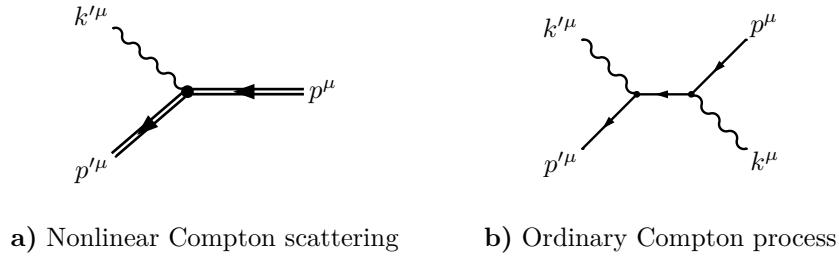 k′μ k′μ pμ
pμ
p′μ p′μ kμ
a) Nonlinear Compton scattering b) Ordinary Compton process